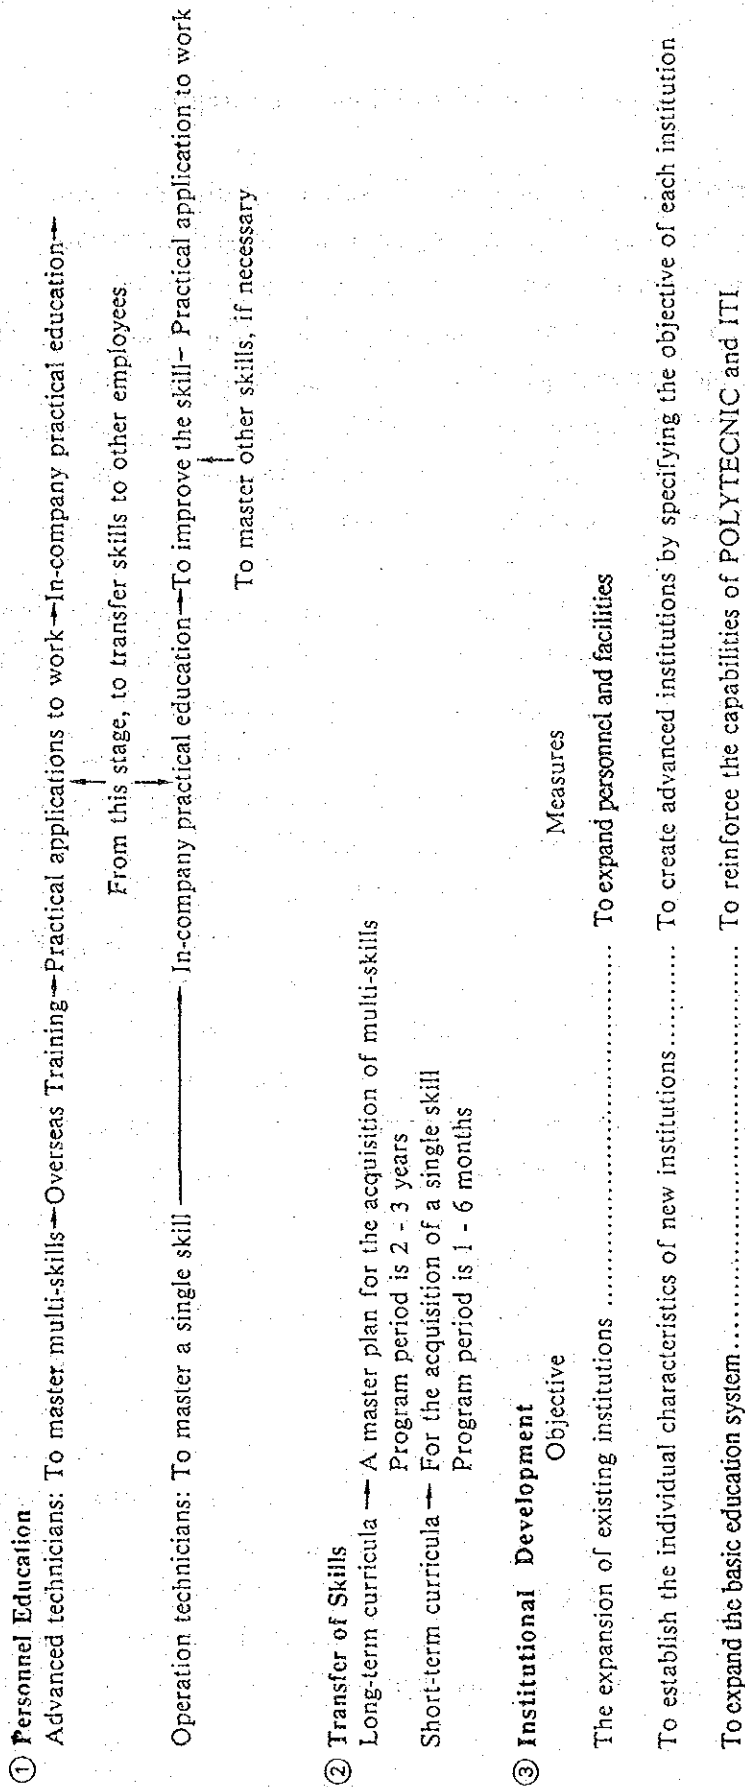 ① Personnel Education
Advanced technicians: To master multi-skills→Overseas Training→Practical applications to work→In-company practical education→
From this stage, to transfer skills to other employees
Operation technicians: To master a single skill → In-company practical education→To improve the skill- Practical application to work
To master other skills, if necessary
② Transfer of Skills
Long-term curricula → A master plan for the acquisition of multi-skills
Program period is 2 - 3 years
Short-term curricula → For the acquisition of a single skill
Program period is 1 - 6 months
③ Institutional Development
Objective Measures
The expansion of existing institutions ........................................ To expand personnel and facilities
To establish the individual characteristics of new institutions............ To create advanced institutions by specifying the objective of each institution
To expand the basic education system............................................. To reinforce the capabilities of POLYTECNIC and ITI